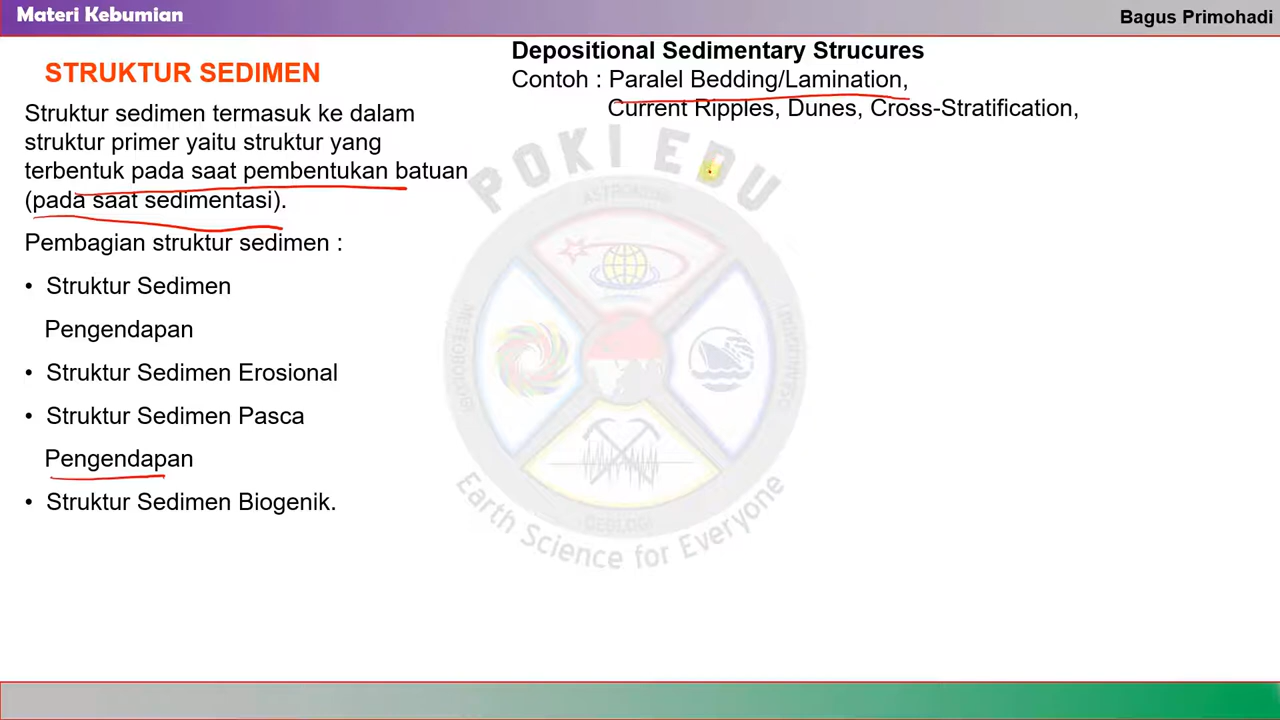 Materi Kebumian
Bagus Primohadi
STRUKTUR SEDIMEN
Struktur sedimen termasuk ke dalam
struktur primer yaitu struktur yang
terbentuk pada saat pembentukan batuan
(pada saat sedimentasi).
Pembagian struktur sedimen :
• Struktur Sedimen
Pengendapan
• Struktur Sedimen Erosional
• Struktur Sedimen Pasca
Pengendapan
• Struktur Sedimen Biogenik.
Depositional Sedimentary Strucures
Contoh : Paralel Bedding/Lamination,
Current Ripples, Dunes, Cross-Stratification,
POKI EDU
ASTRONOMI
METEOROLOGI
GEOLOGI
Earth Science for Everyone